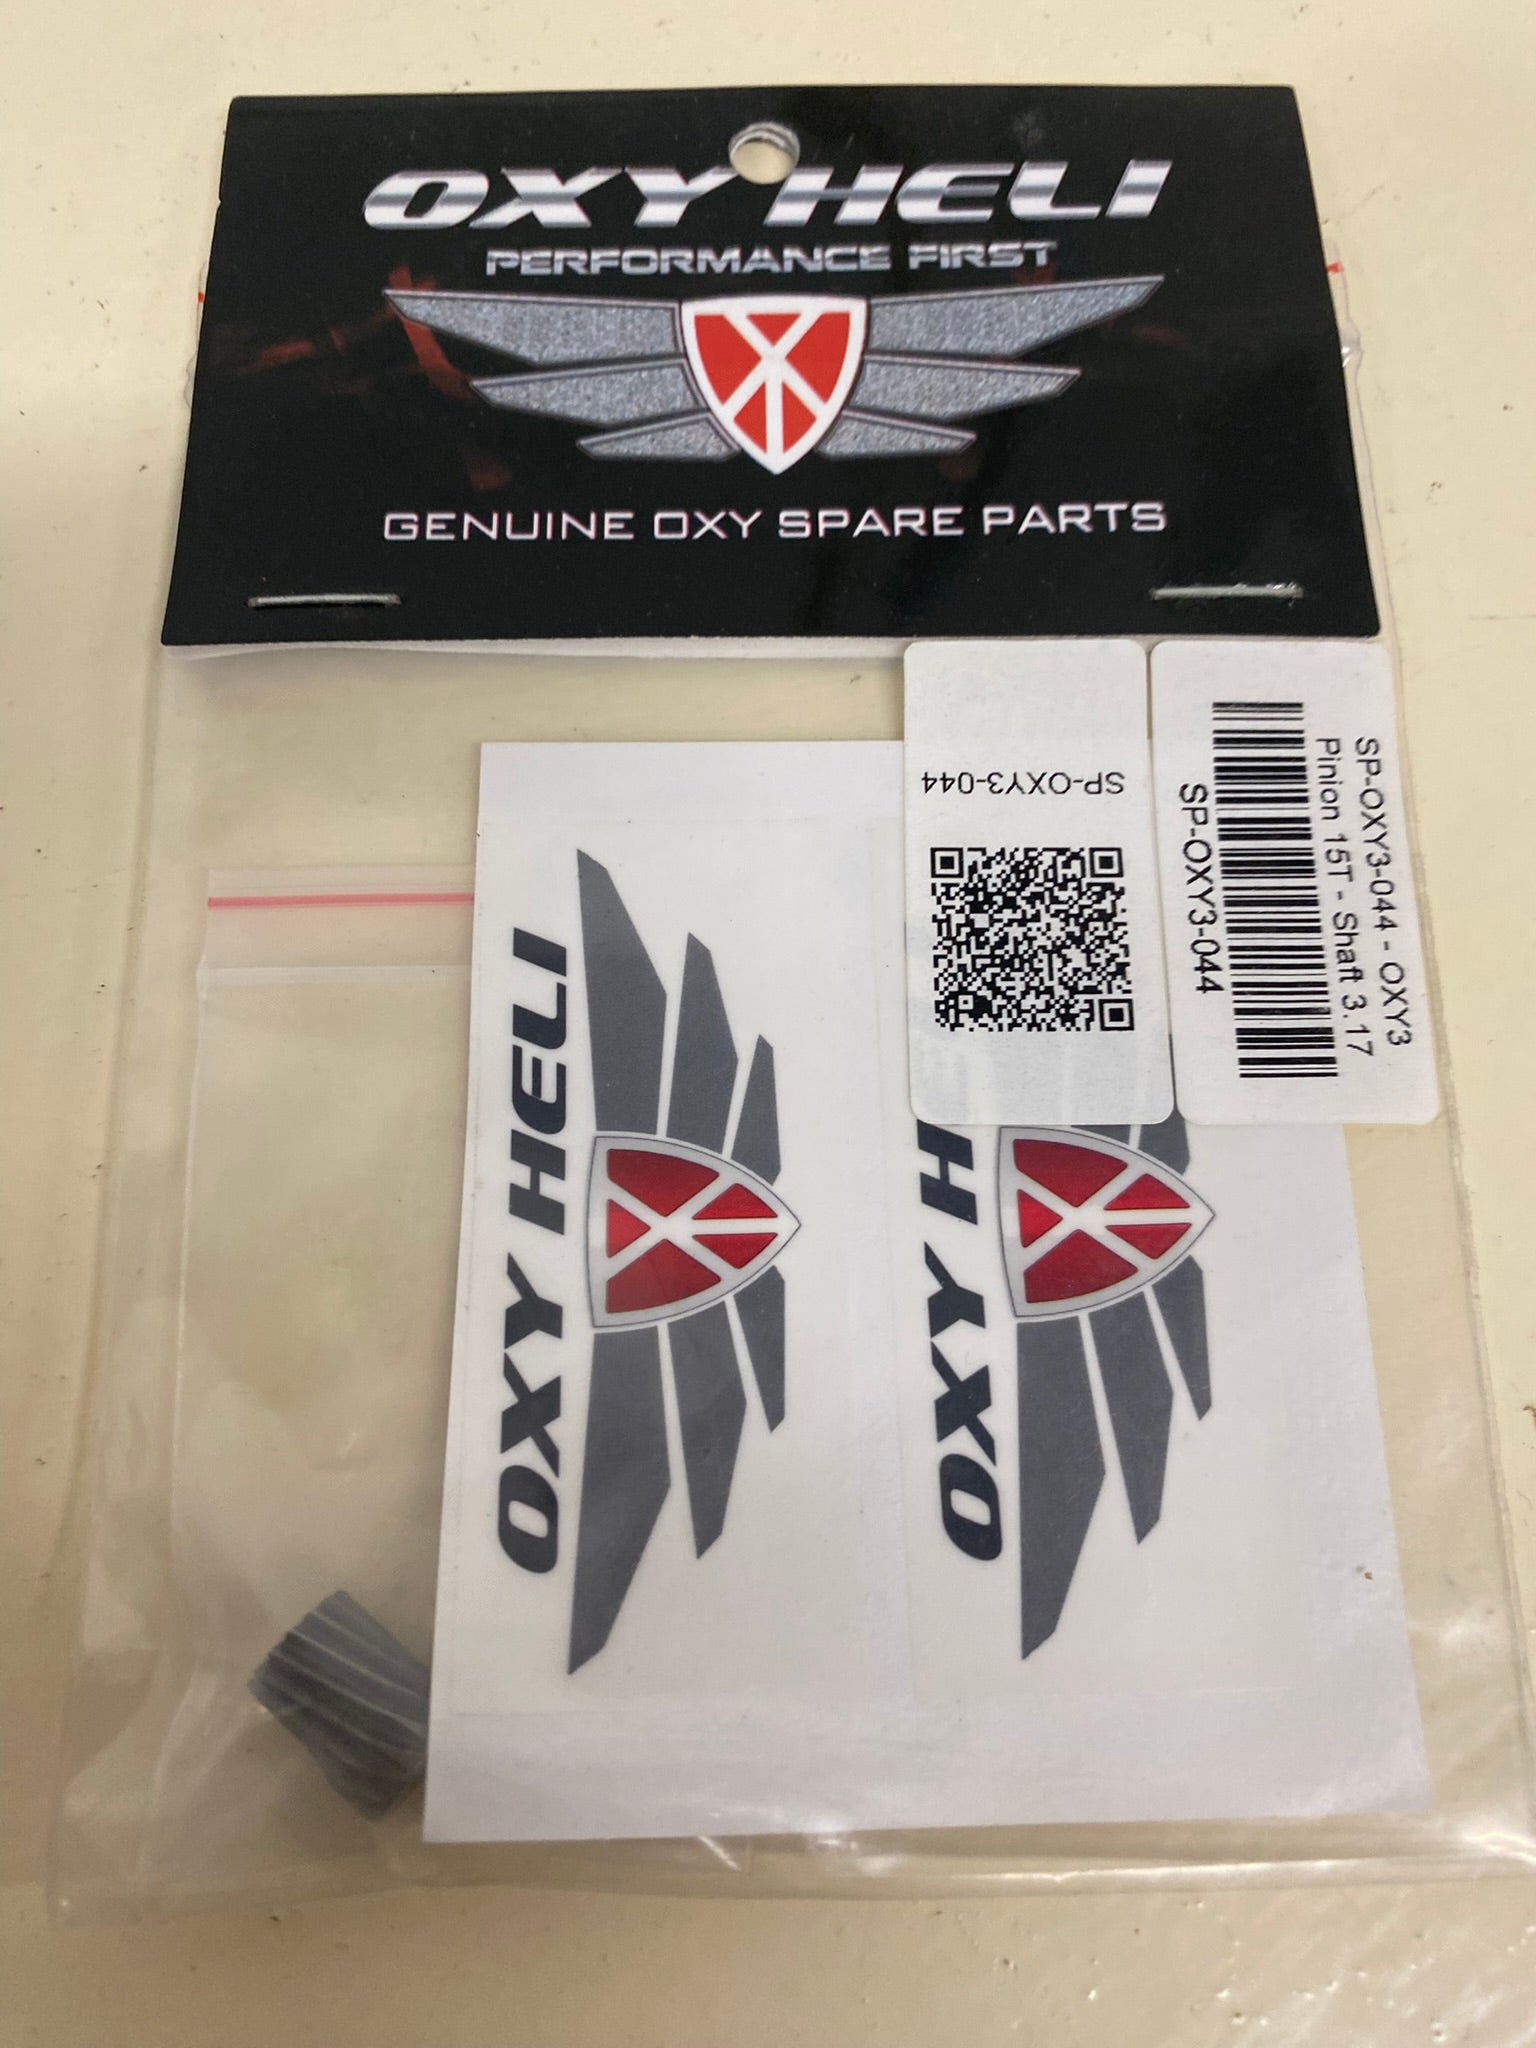 OXY HELI
PERFORMANCE FIRST
GENUINE OXY SPARE PARTS
SP-OXY3-044
SP-OXY3-044 - OXY3
Pinion 15T - Shaft 3.17
SP-OXY3-044
OXY HELI
OXY H